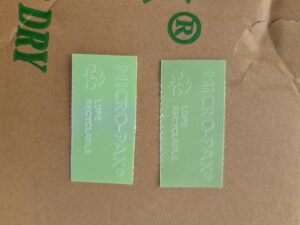 DRY
®
MICRO-PAK®
LDPE
RECYCLABLE
MICRO-PAK®
LDPE
RECYCLABLE